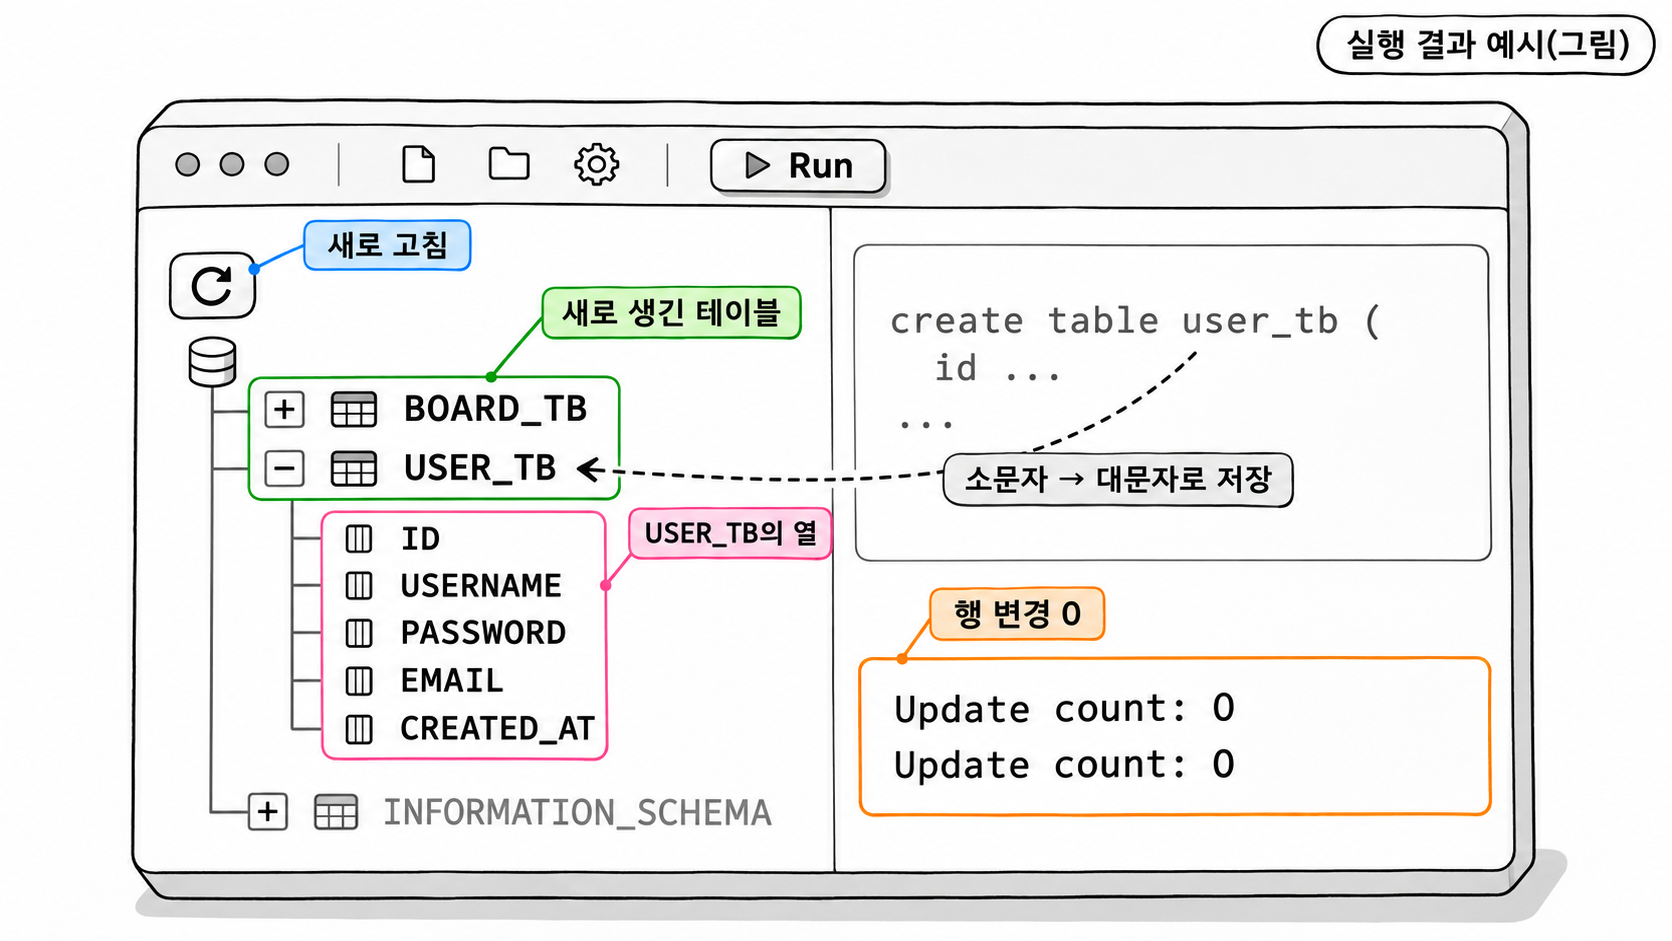 실행 결과 예시(그림)
Run
새로 고침
새로 생긴 테이블
BOARD_TB
USER_TB
ID
USERNAME
PASSWORD
EMAIL
CREATED_AT
USER_TB의 열
INFORMATION_SCHEMA
create table user_tb (
id ...
...
소문자 → 대문자로 저장
행 변경 0
Update count: 0
Update count: 0